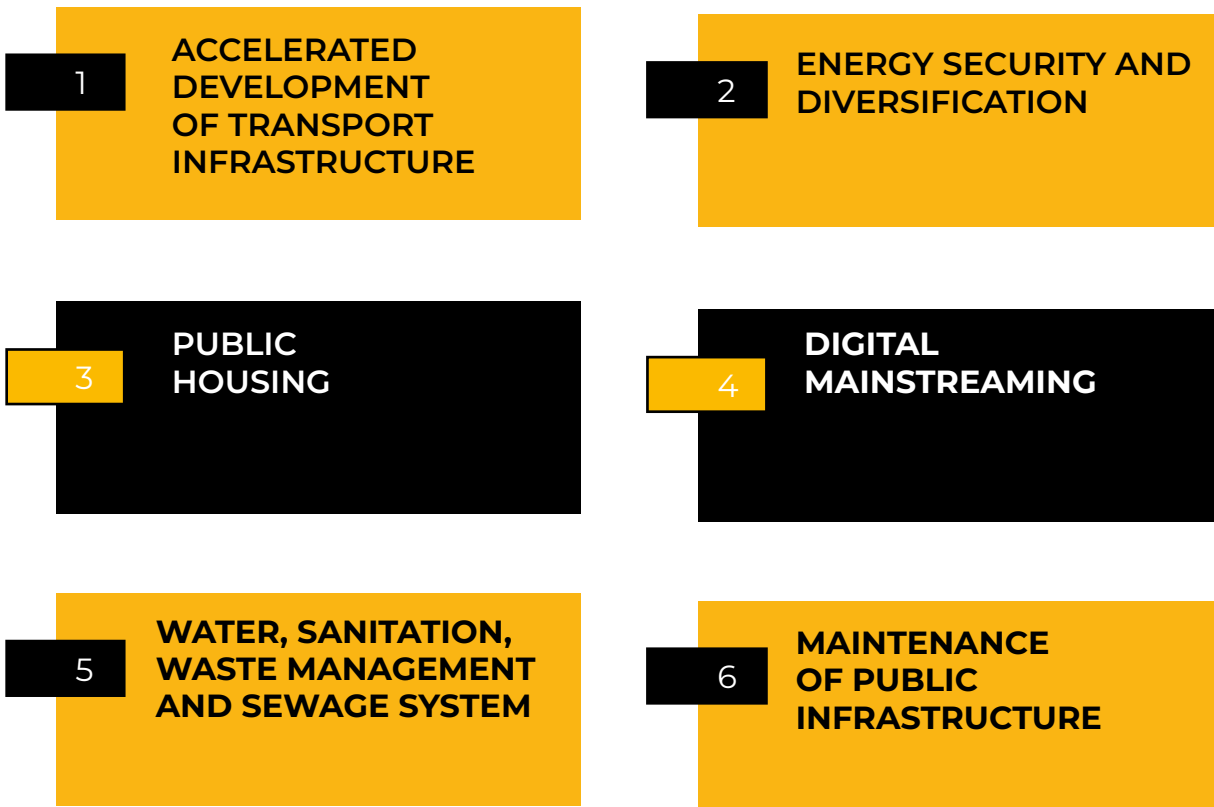 1
ACCELERATED
DEVELOPMENT
OF TRANSPORT
INFRASTRUCTURE
2
ENERGY SECURITY AND
DIVERSIFICATION
3
PUBLIC
HOUSING
4
DIGITAL
MAINSTREAMING
5
WATER, SANITATION,
WASTE MANAGEMENT
AND SEWAGE SYSTEM
6
MAINTENANCE
OF PUBLIC
INFRASTRUCTURE